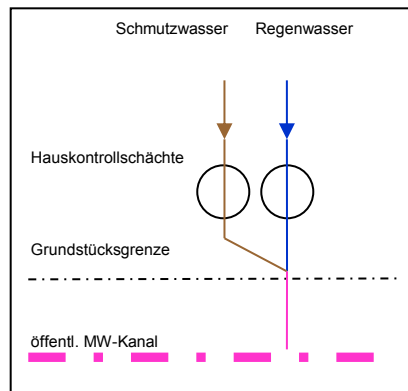 Schmutzwasser Regenwasser
Hauskontrollschächte
Grundstücksgrenze
öffentl. MW-Kanal